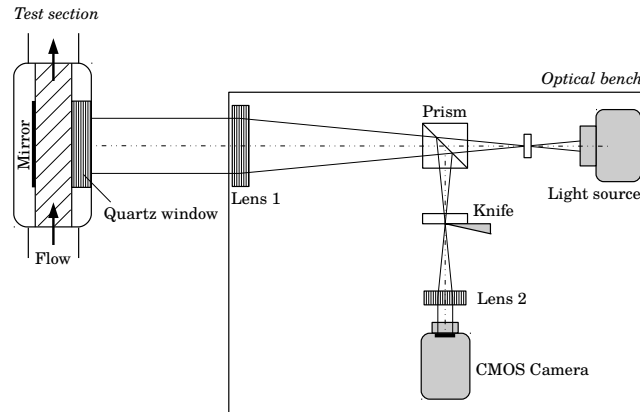 Test section
Optical bench
Prism
Mirror
Light source
Lens 1
Quartz window
Knife
Flow
Lens 2
CMOS Camera